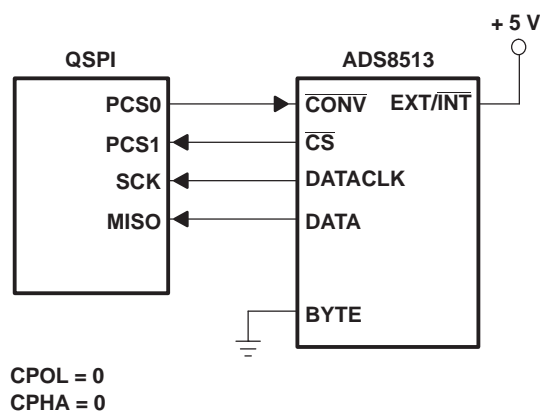 + 5 V
QSPI
ADS8513
PCS0
CONV
EXT/INT
PCS1
CS
SCK
DATACLK
MISO
DATA
BYTE
CPOL = 0
CPHA = 0